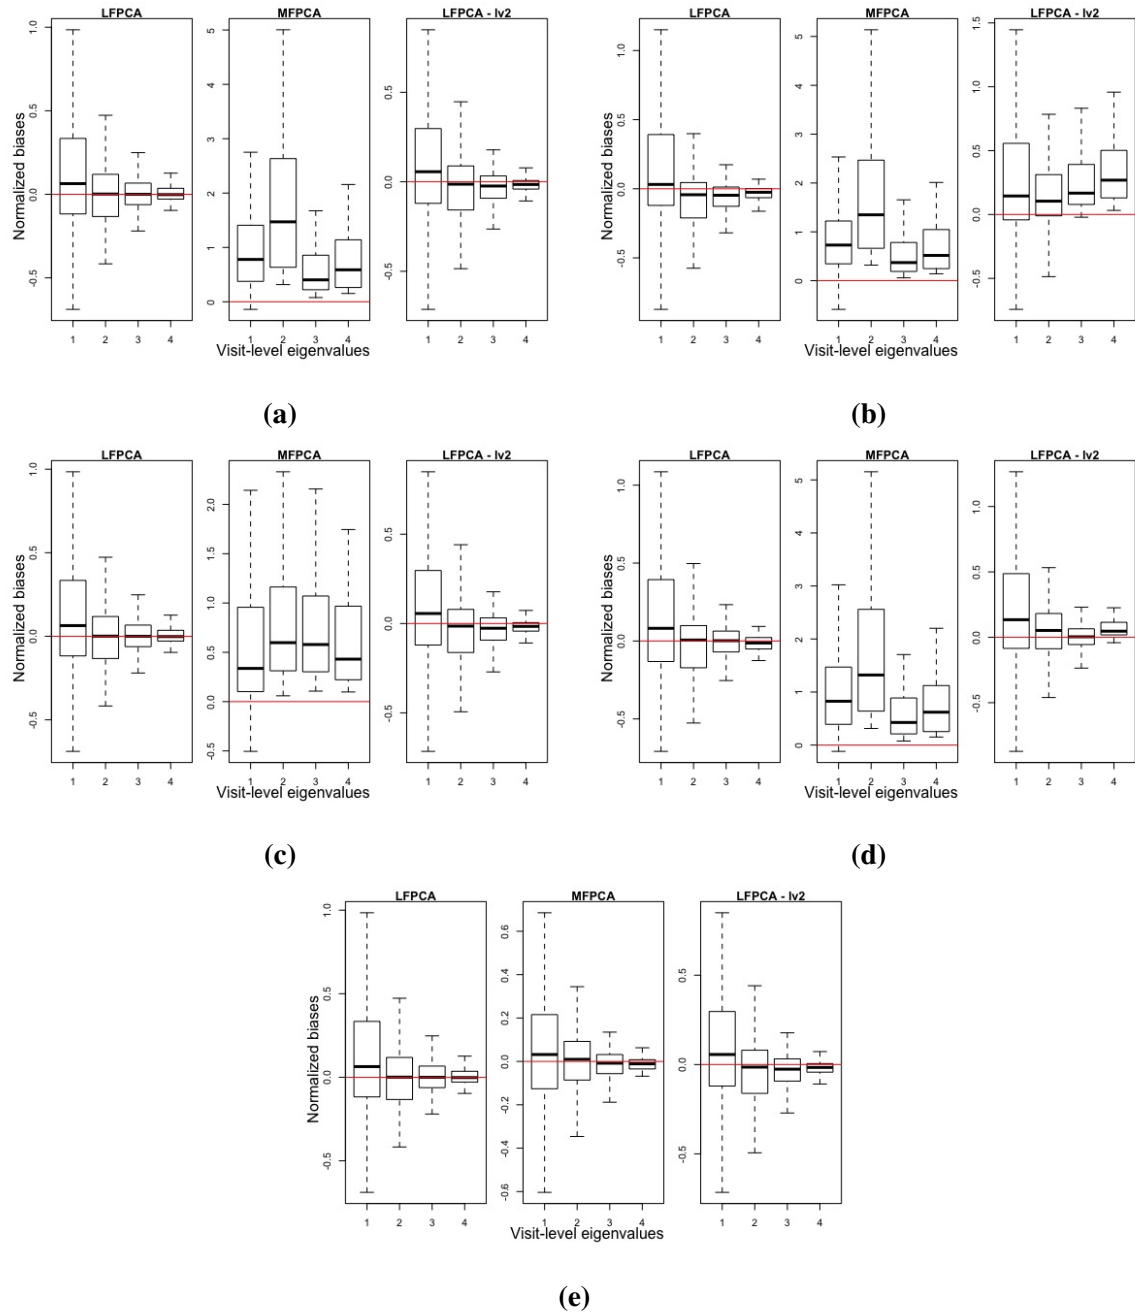 LFPCA MFPCA LFPCA - lv2
Normalized biases
-0.5 0.0 0.5 1.0
0 1 2 3 4 5
-0.5 0.0 0.5
1 2 3 4 1 2 3 4 1 2 3 4
Visit-level eigenvalues
(a)
LFPCA MFPCA LFPCA - lv2
Normalized biases
-0.5 0.0 0.5 1.0
0 1 2 3 4 5
-0.5 0.0 0.5 1.0 1.5
1 2 3 4 1 2 3 4 1 2 3 4
Visit-level eigenvalues
(b)
LFPCA MFPCA LFPCA - lv2
Normalized biases
-0.5 0.0 0.5 1.0
-0.5 0.0 0.5 1.0 1.5 2.0
-0.5 0.0 0.5
1 2 3 4 1 2 3 4 1 2 3 4
Visit-level eigenvalues
(c)
LFPCA MFPCA LFPCA - lv2
Normalized biases
-0.5 0.0 0.5 1.0
0 1 2 3 4 5
-0.5 0.0 0.5 1.0
1 2 3 4 1 2 3 4 1 2 3 4
Visit-level eigenvalues
(d)
LFPCA MFPCA LFPCA - lv2
Normalized biases
-0.5 0.0 0.5 1.0
-0.6 -0.4 -0.2 0.0 0.2 0.4 0.6
-0.5 0.0 0.5
1 2 3 4 1 2 3 4 1 2 3 4
Visit-level eigenvalues
(e)